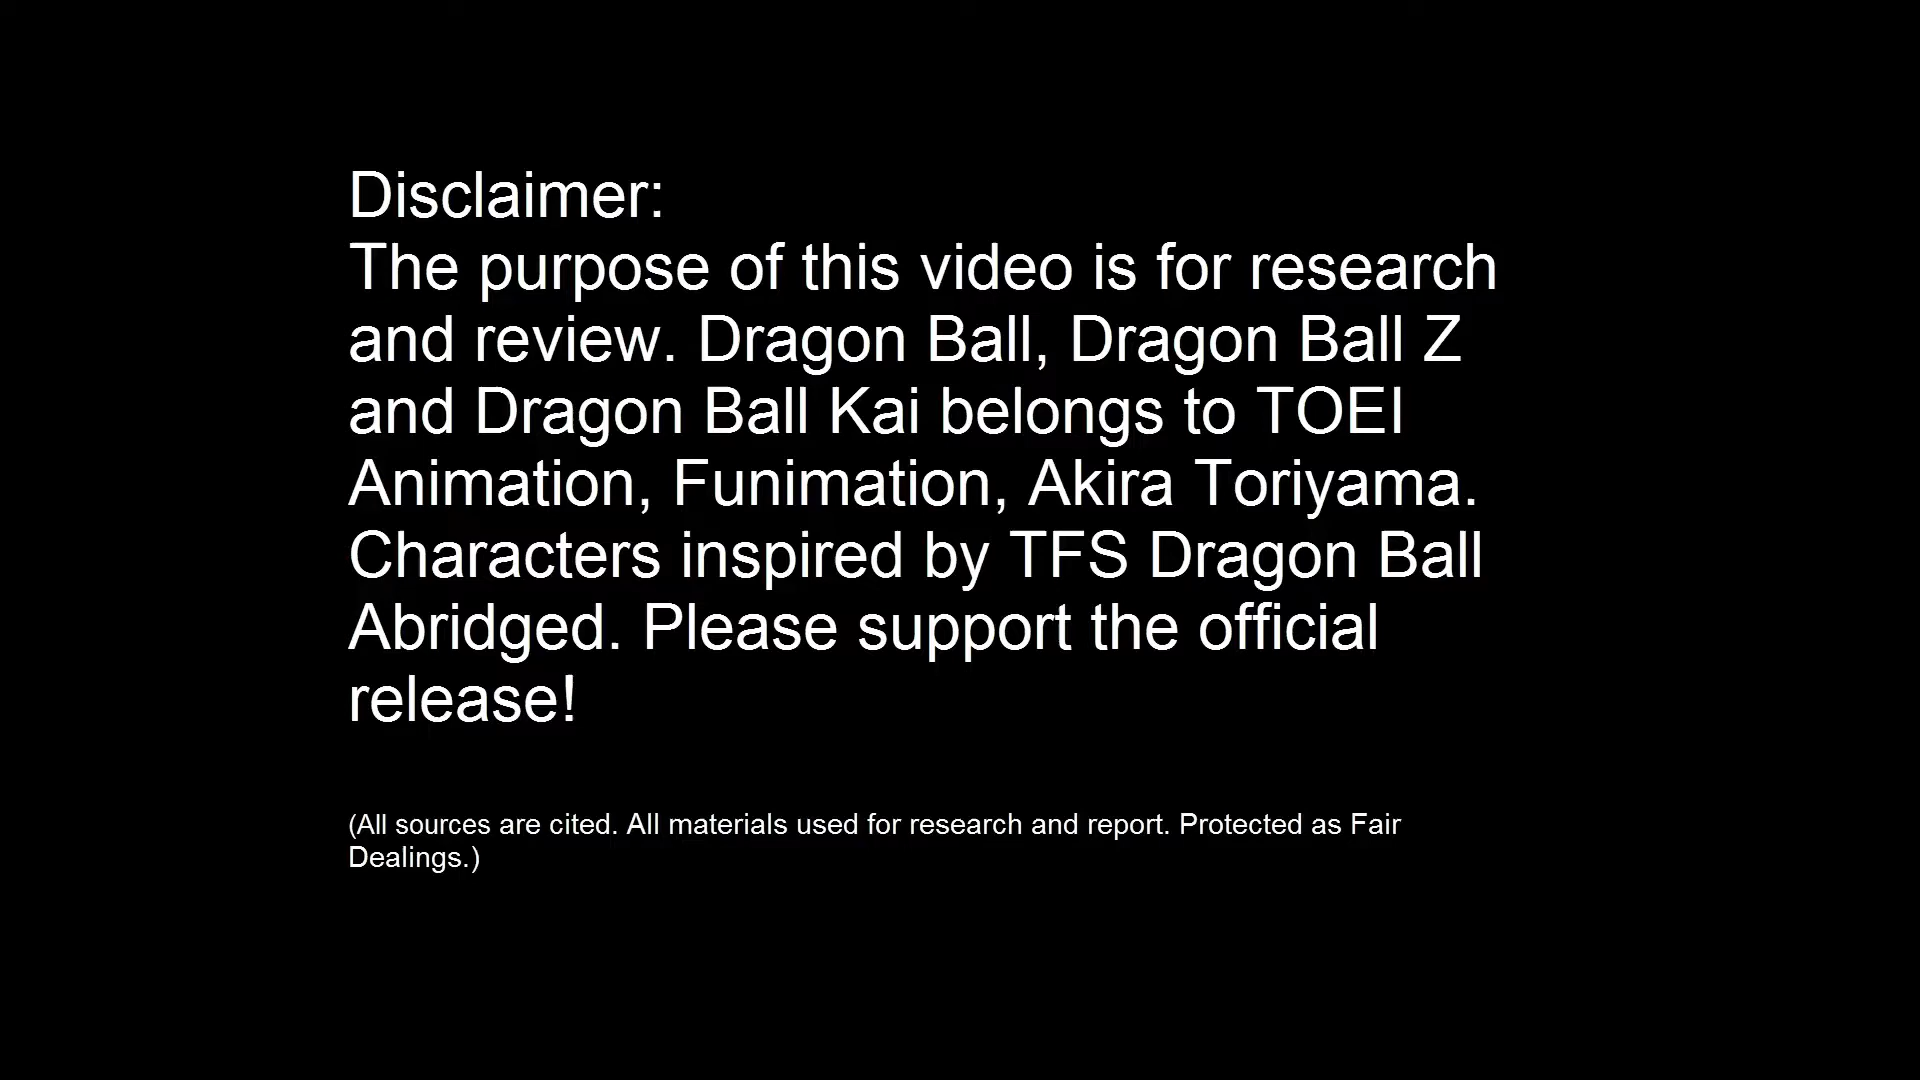 Disclaimer:
The purpose of this video is for research
and review. Dragon Ball, Dragon Ball Z
and Dragon Ball Kai belongs to TOEI
Animation, Funimation, Akira Toriyama.
Characters inspired by TFS Dragon Ball
Abridged. Please support the official
release!
(All sources are cited. All materials used for research and report. Protected as Fair
Dealings.)